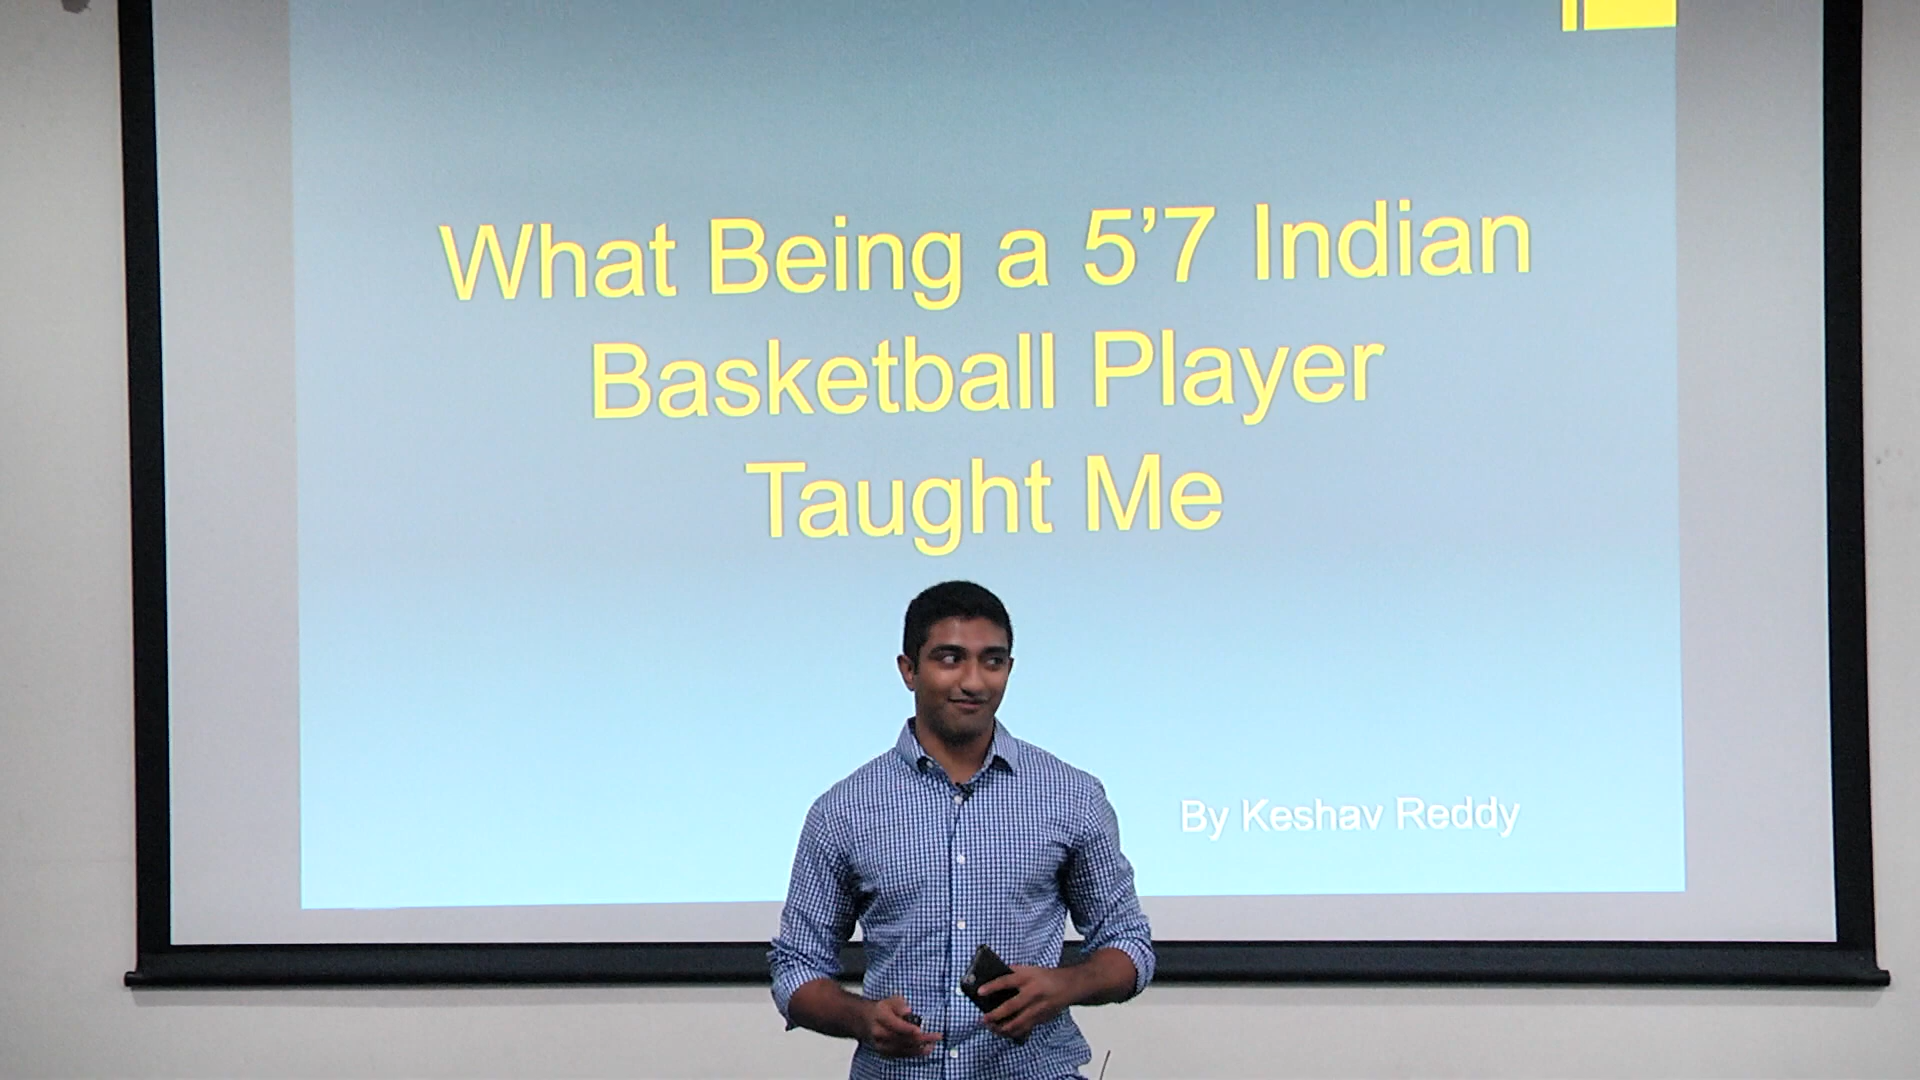 What Being a 5’7 Indian
Basketball Player
Taught Me
By Keshav Reddy